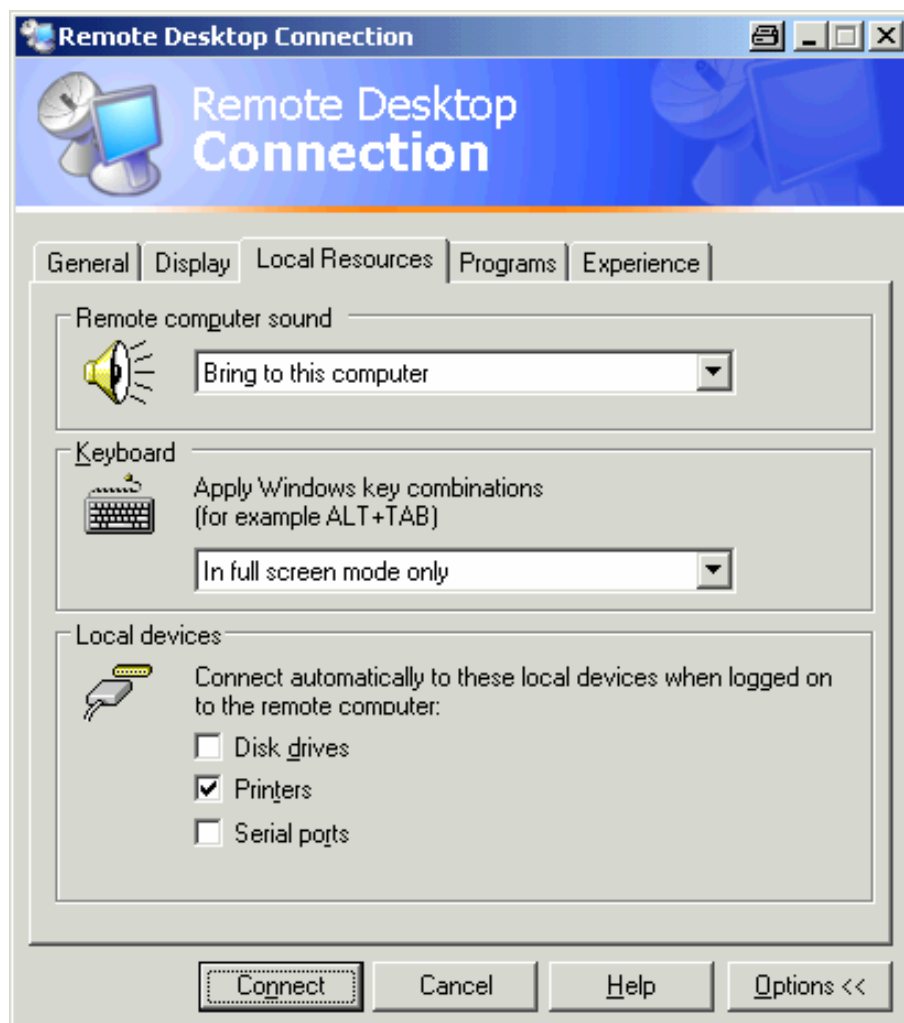 Remote Desktop Connection
Remote Desktop
Connection
General Display Local Resources Programs Experience
Remote computer sound
Bring to this computer
Keyboard
Apply Windows key combinations
(for example ALT+TAB)
In full screen mode only
Local devices
Connect automatically to these local devices when logged on
to the remote computer:
Disk drives
Printers
Serial ports
Connect Cancel Help Options <<